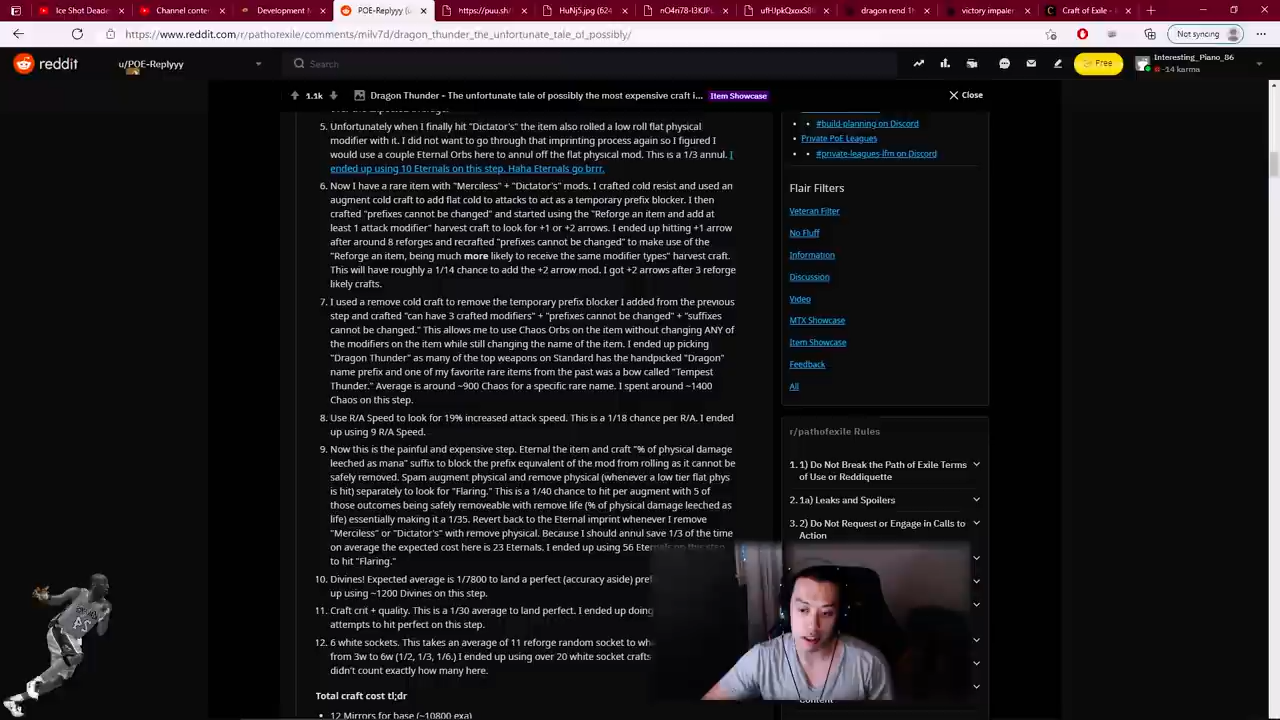 Ice Shot Deade
Channel conten
Development M
POE-Replyyy
https://puu.sh/
HuNj5.jpg (624
nO4n78-I3KJPu
ufHJpkQxoxS8l
dragon rend 1h
victory impaler
Craft of Exile -
https://www.reddit.com/r/pathofexile/comments/milv7d/dragon_thunder_the_unfortunate_tale_of_possibly/
Not syncing
reddit
u/POE-Replyyy
Search
Free
Interesting_Piano_86
-14 karma
1.1k
Dragon Thunder - The unfortunate tale of possibly the most expensive craft i...
Item Showcase
Close
5. Unfortunately when I finally hit "Dictator's" the item also rolled a low roll flat physical
modifier with it. I did not want to go through that imprinting process again so I figured I
would use a couple Eternal Orbs here to annul off the flat physical mod. This is a 1/3 annul. I
ended up using 10 Eternals on this step. Haha Eternals go brrr.
6. Now I have a rare item with "Merciless" + "Dictator's" mods. I crafted cold resist and used an
augment cold craft to add flat cold to attacks to act as a temporary prefix blocker. I then
crafted "prefixes cannot be changed" and started using the "Reforge an item and add at
least 1 attack modifier" harvest craft to look for +1 or +2 arrows. I ended up hitting +1 arrow
after around 8 reforges and recrafted "prefixes cannot be changed" to make use of the
"Reforge an item, being much more likely to receive the same modifier types" harvest craft.
This will have roughly a 1/14 chance to add the +2 arrow mod. I got +2 arrows after 3 reforge
likely crafts.
7. I used a remove cold craft to remove the temporary prefix blocker I added from the previous
step and crafted "can have 3 crafted modifiers" + "prefixes cannot be changed" + "suffixes
cannot be changed." This allows me to use Chaos Orbs on the item without changing ANY of
the modifiers on the item while still changing the name of the item. I ended up picking
"Dragon Thunder" as many of the top weapons on Standard has the handpicked "Dragon"
name prefix and one of my favorite rare items from the past was a bow called "Tempest
Thunder." Average is around ~900 Chaos for a specific rare name. I spent around ~1400
Chaos on this step.
8. Use R/A Speed to look for 19% increased attack speed. This is a 1/18 chance per R/A. I ended
up using 9 R/A Speed.
9. Now this is the painful and expensive step. Eternal the item and craft "% of physical damage
leeched as mana" suffix to block the prefix equivalent of the mod from rolling as it cannot be
safely removed. Spam augment physical and remove physical (whenever a low tier flat phys
is hit) separately to look for "Flaring." This is a 1/40 chance to hit per augment with 5 of
those outcomes being safely removeable with remove life (% of physical damage leeched as
life) essentially making it a 1/35. Revert back to the Eternal imprint whenever I remove
"Merciless" or "Dictator's" with remove physical. Because I should annul save 1/3 of the time
on average the expected cost here is 23 Eternals. I ended up using 56 Eternals on this step
to hit "Flaring."
10. Divines! Expected average is 1/7800 to land a perfect (accuracy aside)
up using ~1200 Divines on this step.
11. Craft crit + quality. This is a 1/30 average to land perfect. I ended up doing
attempts to hit perfect on this step.
12. 6 white sockets. This takes an average of 11 reforge random socket to
from 3w to 6w (1/2, 1/3, 1/6.) I ended up using over 20 white socket crafts
didn't count exactly how many here.
Total craft cost tl;dr
12 Mirrors for base (~10800 exa)
#build-planning on Discord
Private PoE Leagues
#private-leagues-lfm on Discord
Flair Filters
Veteran Filter
No Fluff
Information
Discussion
Video
MTX Showcase
Item Showcase
Feedback
All
r/pathofexile Rules
1. 1) Do Not Break the Path of Exile Terms
of Use or Reddiquette
2. 1a) Leaks and Spoilers
3. 2) Do Not Request or Engage in Calls to
Action